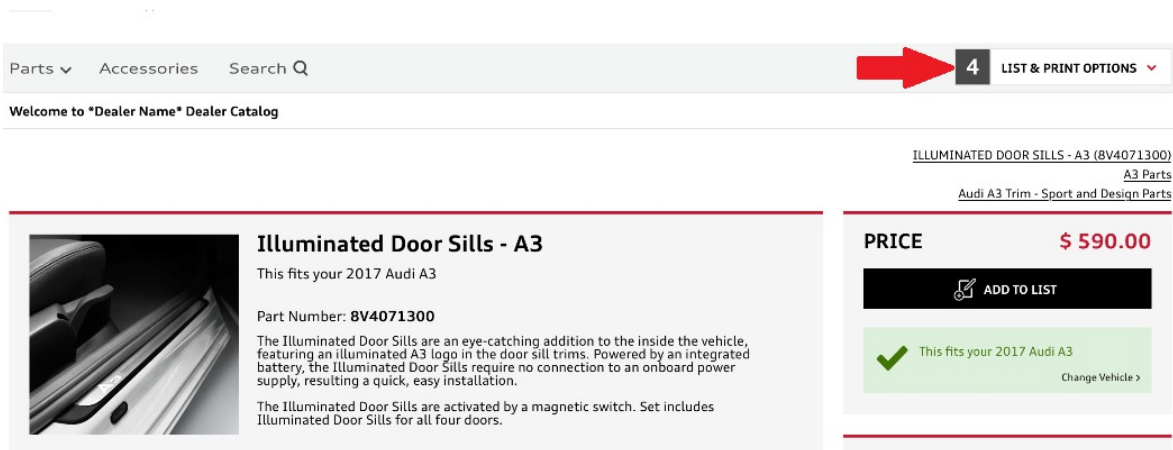 Parts Accessories Search
4 LIST & PRINT OPTIONS
Welcome to *Dealer Name* Dealer Catalog
ILLUMINATED DOOR SILLS - A3 (8V4071300)
A3 Parts
Audi A3 Trim - Sport and Design Parts
Illuminated Door Sills - A3
This fits your 2017 Audi A3
Part Number: 8V4071300
The Illuminated Door Sills are an eye-catching addition to the inside the vehicle,
featuring an illuminated A3 logo in the door sill trims. Powered by an integrated
battery, the Illuminated Door Sills require no connection to an onboard power
supply, resulting a quick, easy installation.
The Illuminated Door Sills are activated by a magnetic switch. Set includes
Illuminated Door Sills for all four doors.
PRICE $ 590.00
ADD TO LIST
This fits your 2017 Audi A3
Change Vehicle >
A3